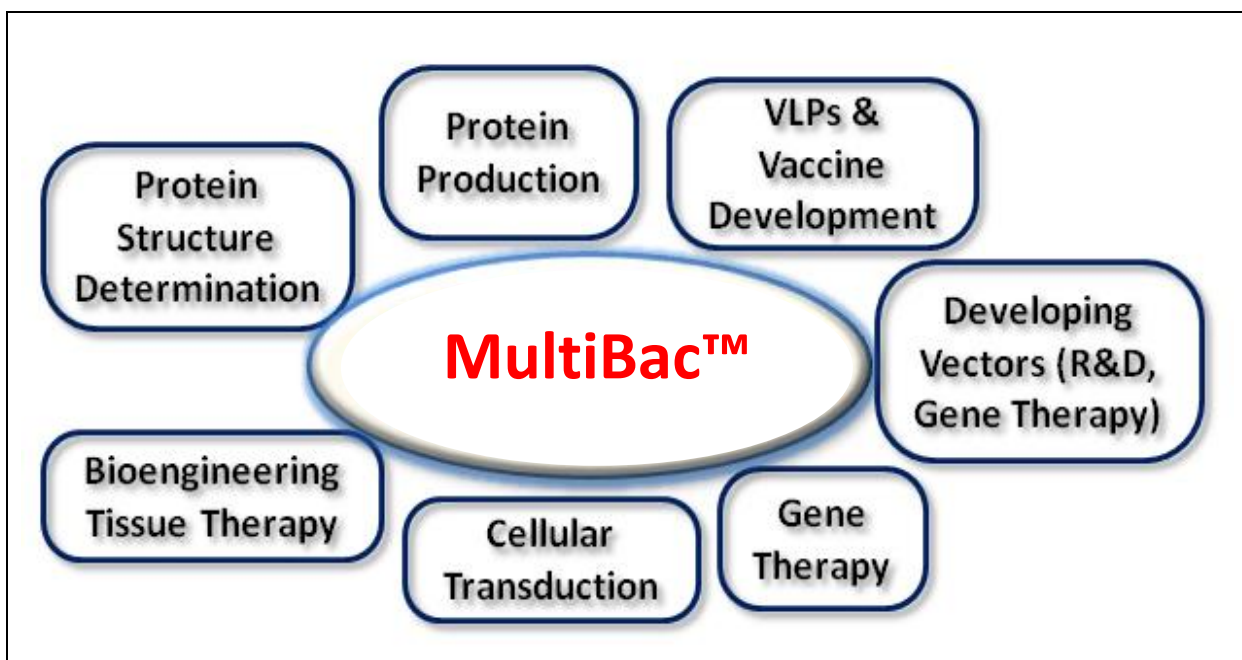 Protein
Production
VLPs &
Vaccine
Development
Protein
Structure
Determination
MultiBac™
Developing
Vectors (R&D,
Gene Therapy)
Bioengineering
Tissue Therapy
Cellular
Transduction
Gene
Therapy